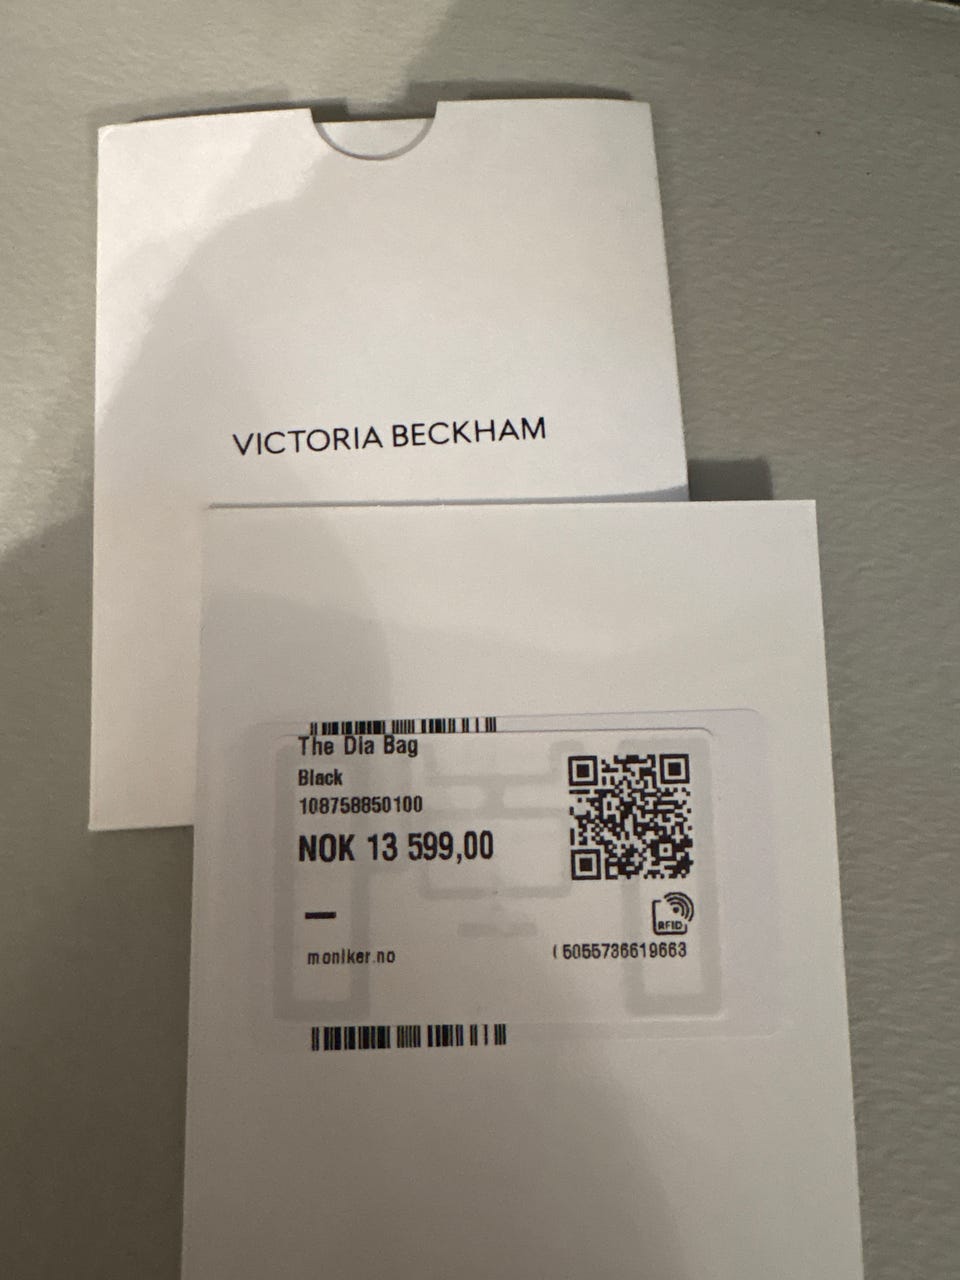 VICTORIA BECKHAM
The Dia Bag
Black
108758850100
NOK 13 599,00
RFID
moniker.no
(5055736619663